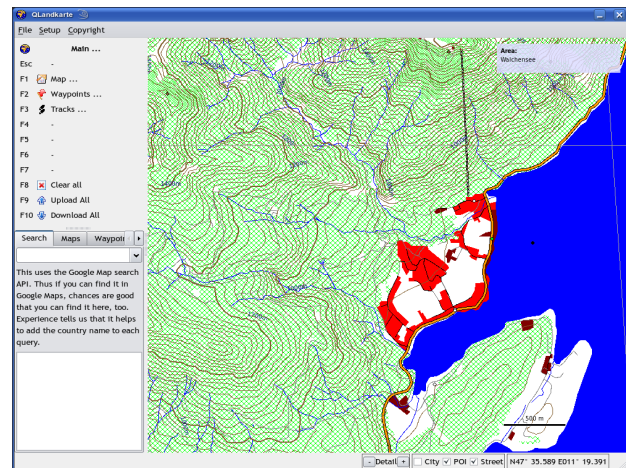 QLandkarte
File Setup Copyright
Main ...
Esc -
F1 Map ...
F2 Waypoints ...
F3 Tracks ...
F4 -
F5 -
F6 -
F7 -
F8 Clear all
F9 Upload All
F10 Download All
Search Maps Waypoi
This uses the Google Map search
API. Thus if you can find it in
Google Maps, chances are good
that you can find it here, too.
Experience tells us that it helps
to add the country name to each
query.
Area:
Walchensee
1400m
1200m
500 m
- Detail + City POI Street N47° 35.589 E011° 19.391